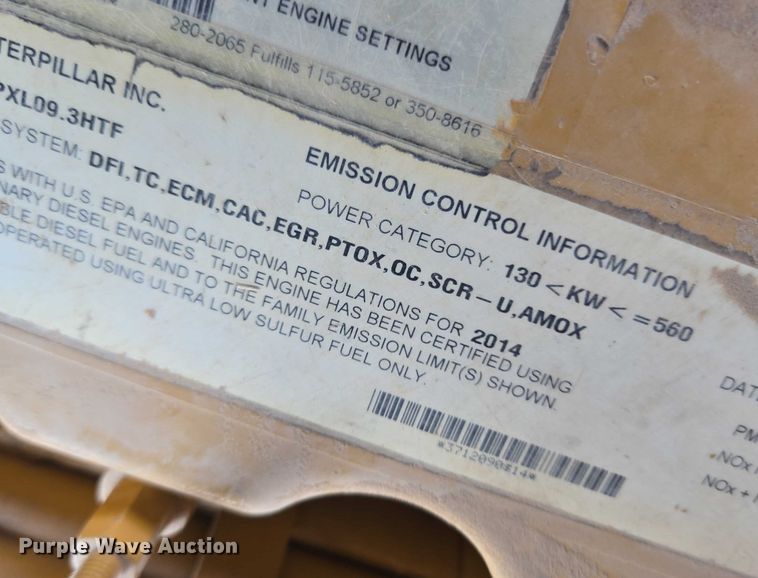 NT ENGINE SETTINGS
280-2065 Fulfills 115-5852 or 350-8616
TERPILLAR INC.
PXL09.3HTF
EMISSION CONTROL INFORMATION
SYSTEM: DFI,TC,ECM,CAC,EGR,PTOX,OC,SCR-U,AMOX
POWER CATEGORY: 130<KW<=560
S WITH U.S. EPA AND CALIFORNIA REGULATIONS FOR 2014
NARY DIESEL ENGINES. THIS ENGINE HAS BEEN CERTIFIED USING
BLE DIESEL FUEL AND TO THE FAMILY EMISSION LIMIT(S) SHOWN.
OPERATED USING ULTRA LOW SULFUR FUEL ONLY.
DAT
PM
NOx
NOx +
Purple Wave Auction